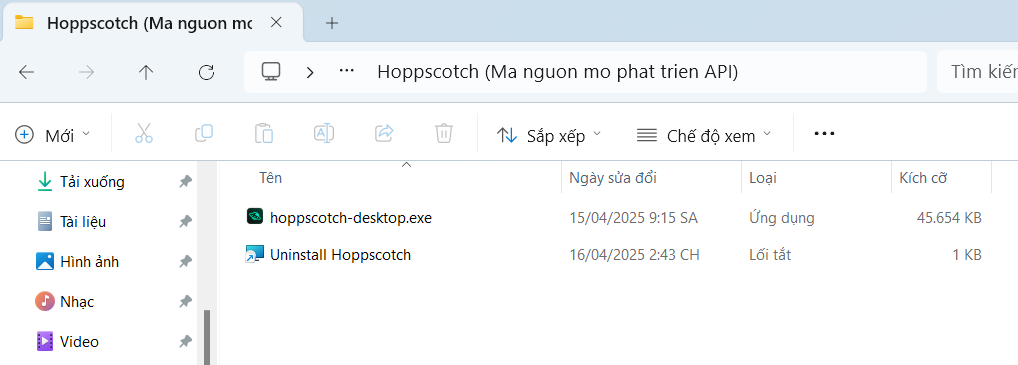 Hoppscotch (Ma nguon mo
Hoppscotch (Ma nguon mo phat trien API)
Tìm kiến
Mới
Sắp xếp
Chế độ xem
Tải xuống
Tài liệu
Hình ảnh
Nhạc
Video
Tên Ngày sửa đổi Loại Kích cỡ
hoppscotch-desktop.exe 15/04/2025 9:15 SA Ứng dụng 45.654 KB
Uninstall Hoppscotch 16/04/2025 2:43 CH Lối tắt 1 KB